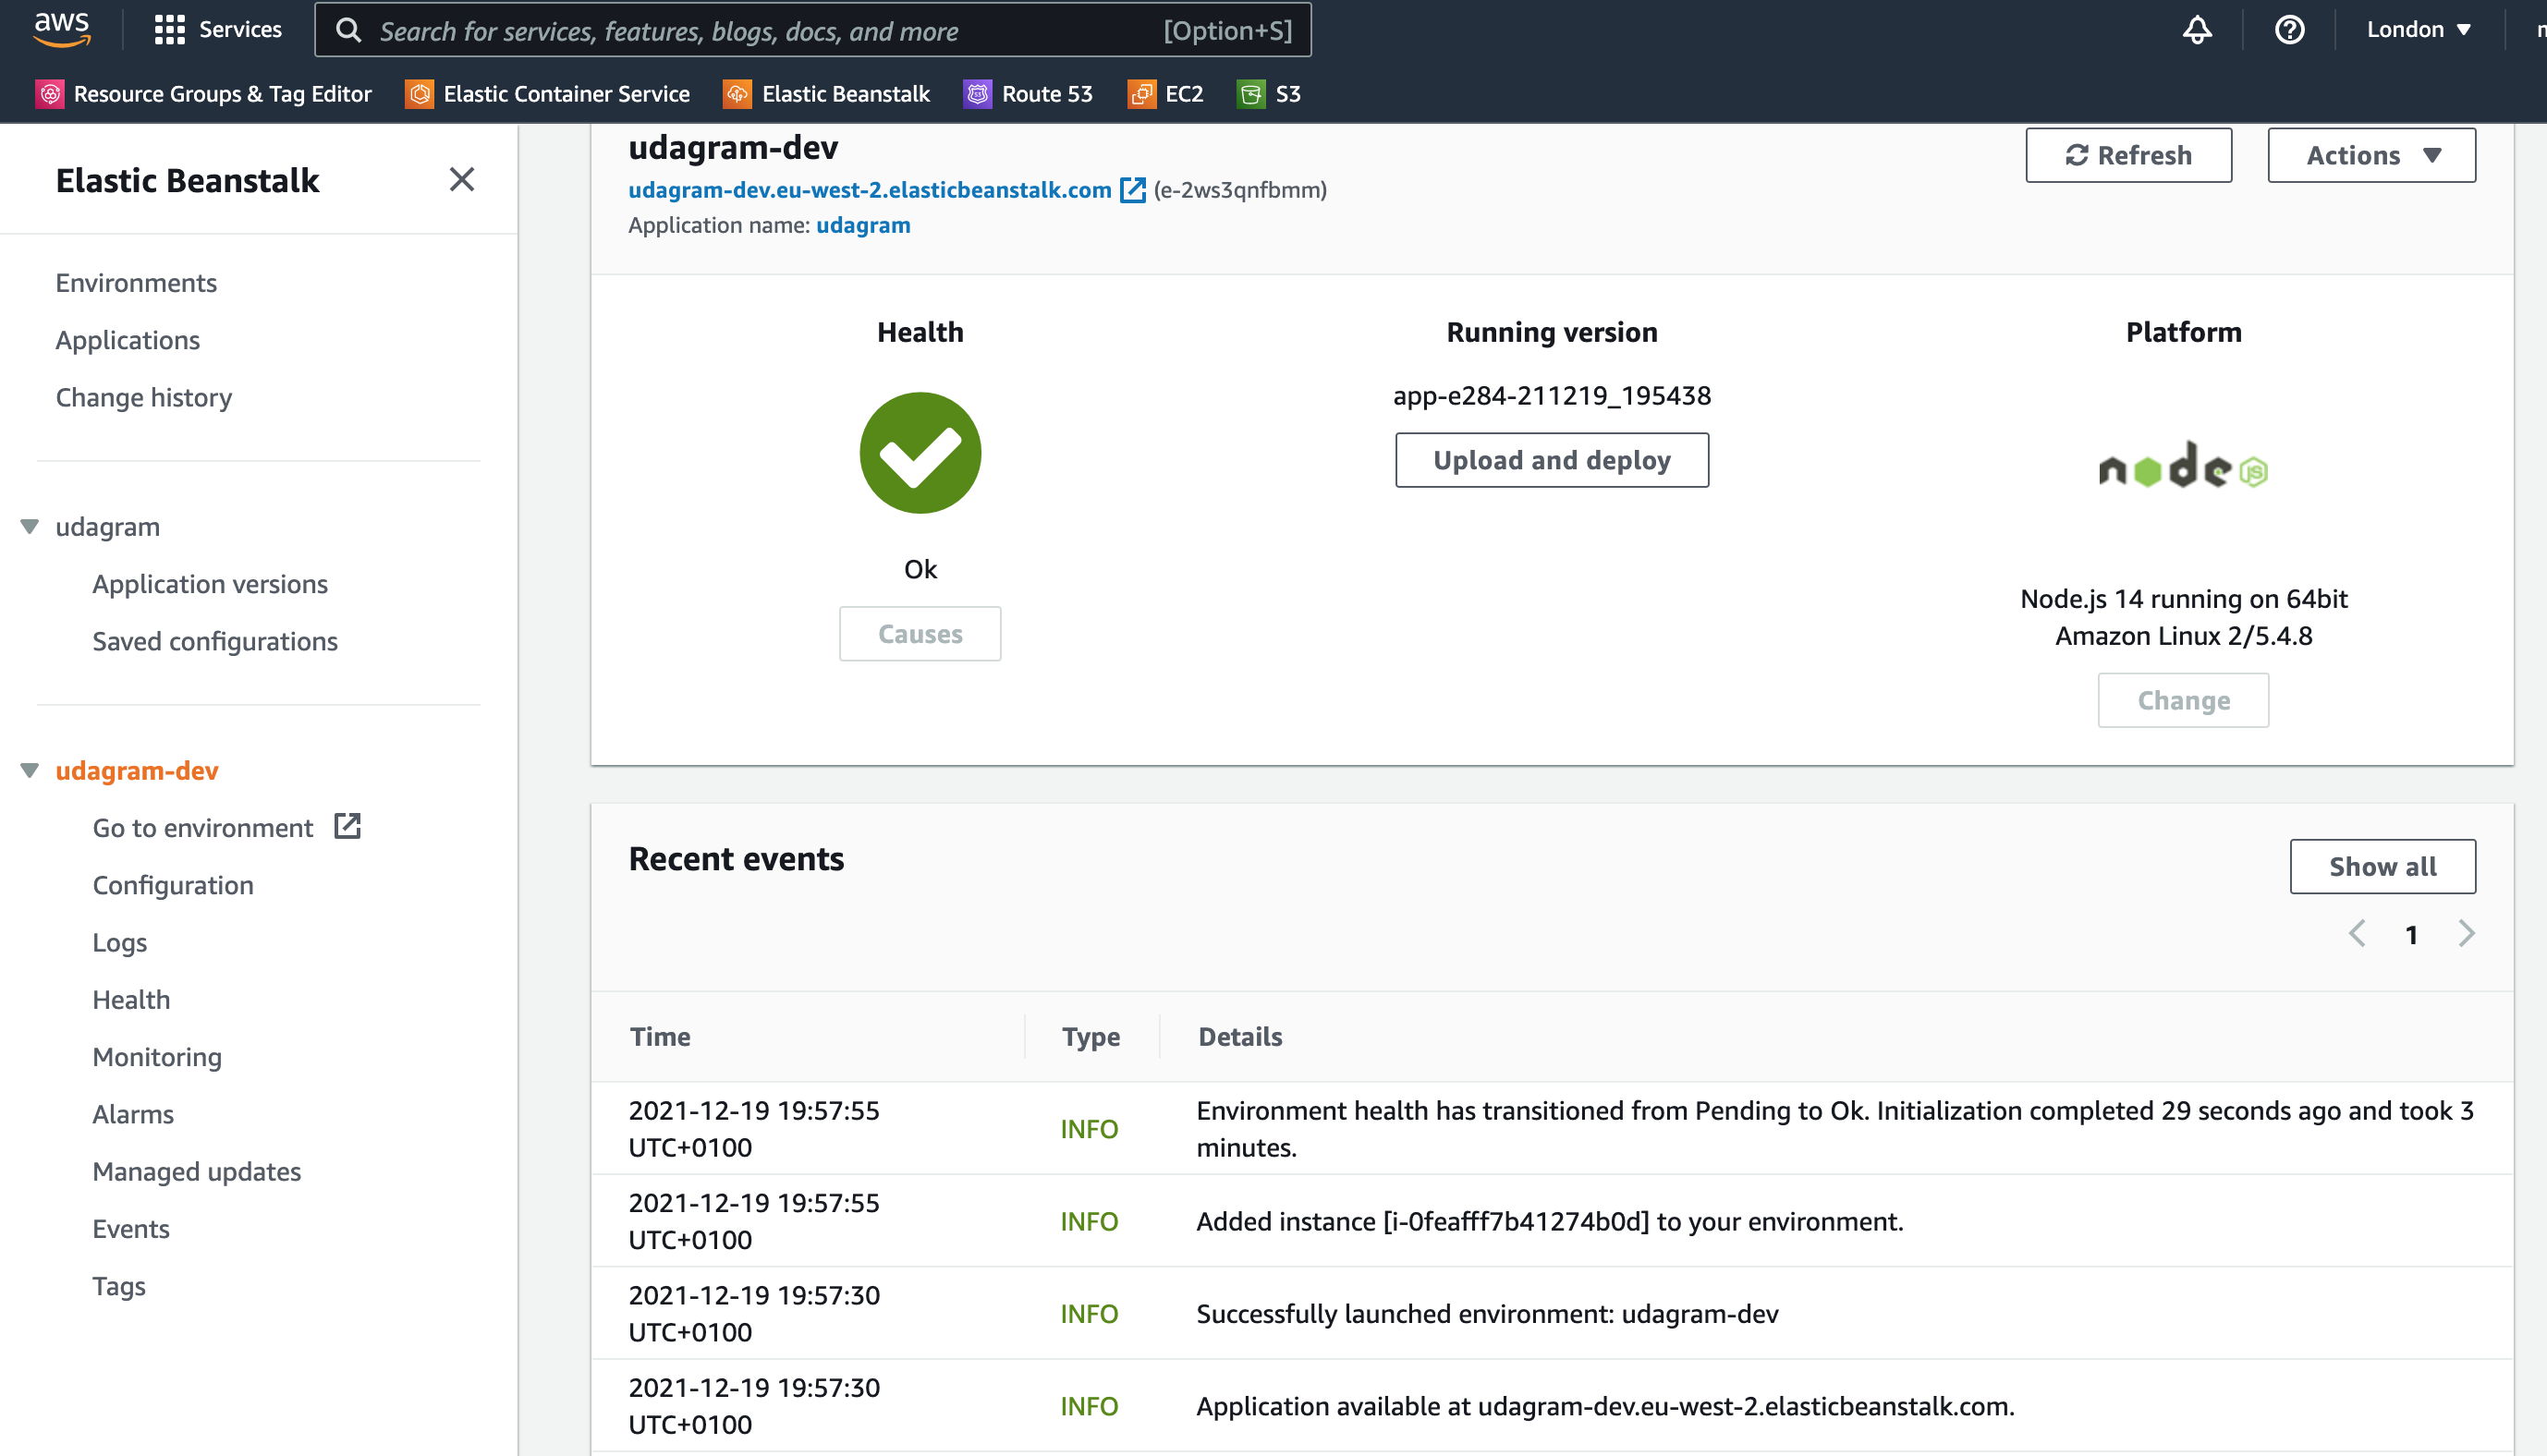 aws
Services
Search for services, features, blogs, docs, and more
[Option+S]
London
Resource Groups & Tag Editor
Elastic Container Service
Elastic Beanstalk
Route 53
EC2
S3
Elastic Beanstalk
Environments
Applications
Change history
udagram
Application versions
Saved configurations
udagram-dev
Go to environment
Configuration
Logs
Health
Monitoring
Alarms
Managed updates
Events
Tags
udagram-dev
udagram-dev.eu-west-2.elasticbeanstalk.com (e-2ws3qnfbmm)
Application name: udagram
Refresh
Actions
Health
Ok
Causes
Running version
app-e284-211219_195438
Upload and deploy
Platform
node JS
Node.js 14 running on 64bit
Amazon Linux 2/5.4.8
Change
Recent events
Show all
1
Time Type Details
2021-12-19 19:57:55
UTC+0100
INFO
Environment health has transitioned from Pending to Ok. Initialization completed 29 seconds ago and took 3
minutes.
2021-12-19 19:57:55
UTC+0100
INFO
Added instance [i-0feafff7b41274b0d] to your environment.
2021-12-19 19:57:30
UTC+0100
INFO
Successfully launched environment: udagram-dev
2021-12-19 19:57:30
UTC+0100
INFO
Application available at udagram-dev.eu-west-2.elasticbeanstalk.com.